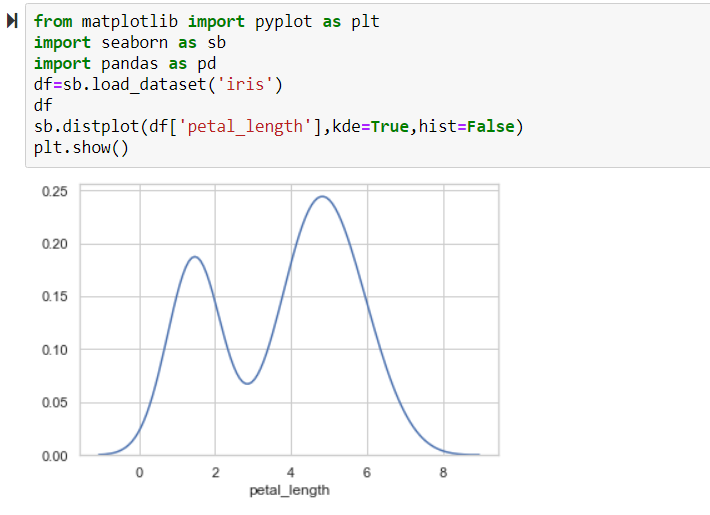 from matplotlib import pyplot as plt
import seaborn as sb
import pandas as pd
df=sb.load_dataset('iris')
df
sb.distplot(df['petal_length'],kde=True,hist=False)
plt.show()
0.25
0.20
0.15
0.10
0.05
0.00
0 2 4 6 8
petal_length